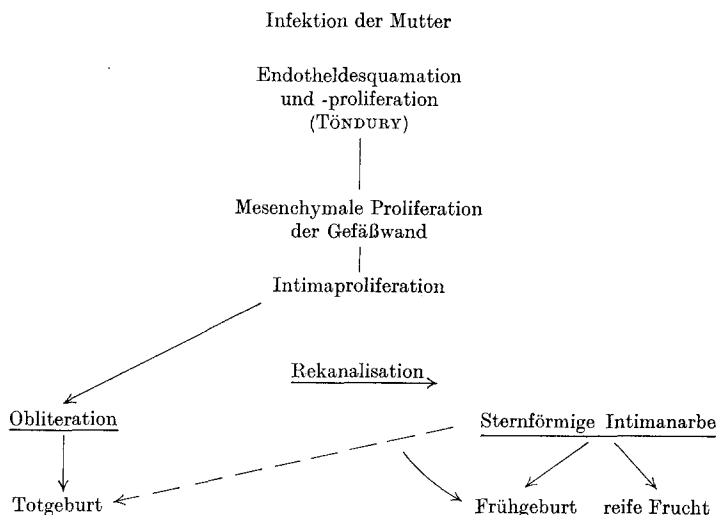 Infektion der Mutter
Endotheldesquamation
und -proliferation
(TÖNDURY)
Mesenchymale Proliferation
der Gefäßwand
Intimaproliferation
Rekanalisation
Obliteration
Sternförmige Intimanarbe
Totgeburt
Frühgeburt
reife Frucht